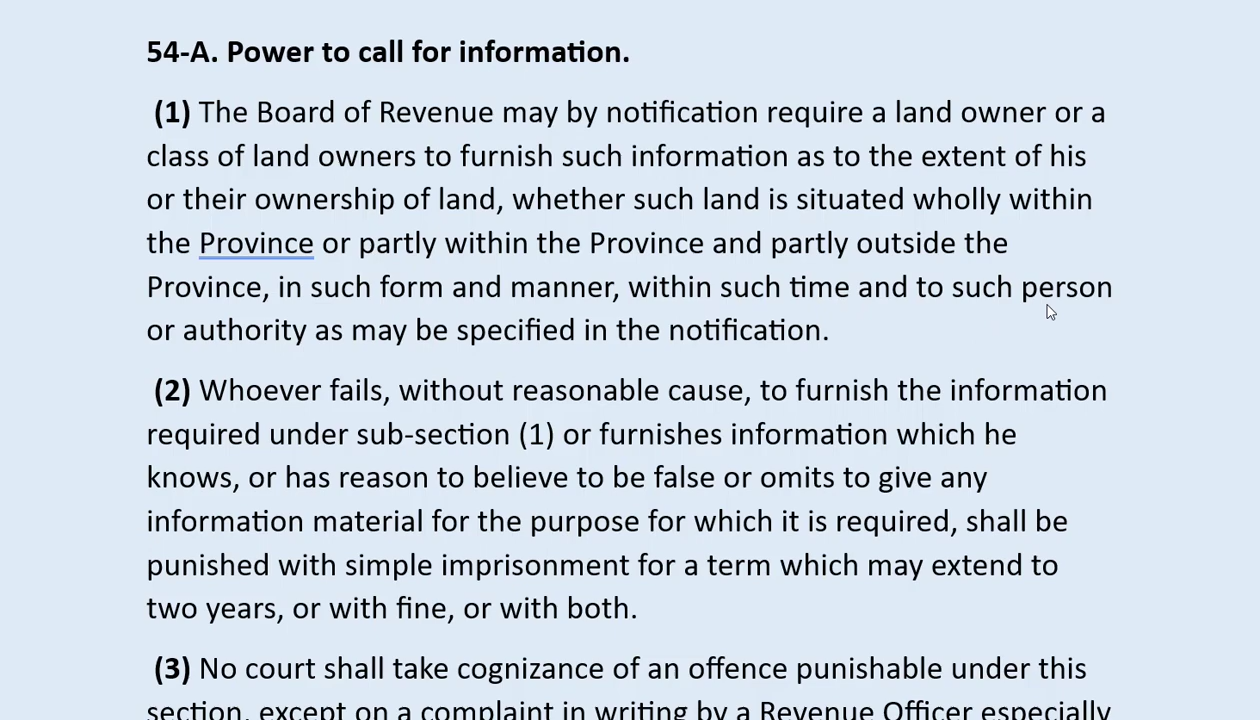 54-A. Power to call for information.
(1) The Board of Revenue may by notification require a land owner or a
class of land owners to furnish such information as to the extent of his
or their ownership of land, whether such land is situated wholly within
the Province or partly within the Province and partly outside the
Province, in such form and manner, within such time and to such person
or authority as may be specified in the notification.
(2) Whoever fails, without reasonable cause, to furnish the information
required under sub-section (1) or furnishes information which he
knows, or has reason to believe to be false or omits to give any
information material for the purpose for which it is required, shall be
punished with simple imprisonment for a term which may extend to
two years, or with fine, or with both.
(3) No court shall take cognizance of an offence punishable under this
section, except on a complaint in writing by a Revenue Officer especially